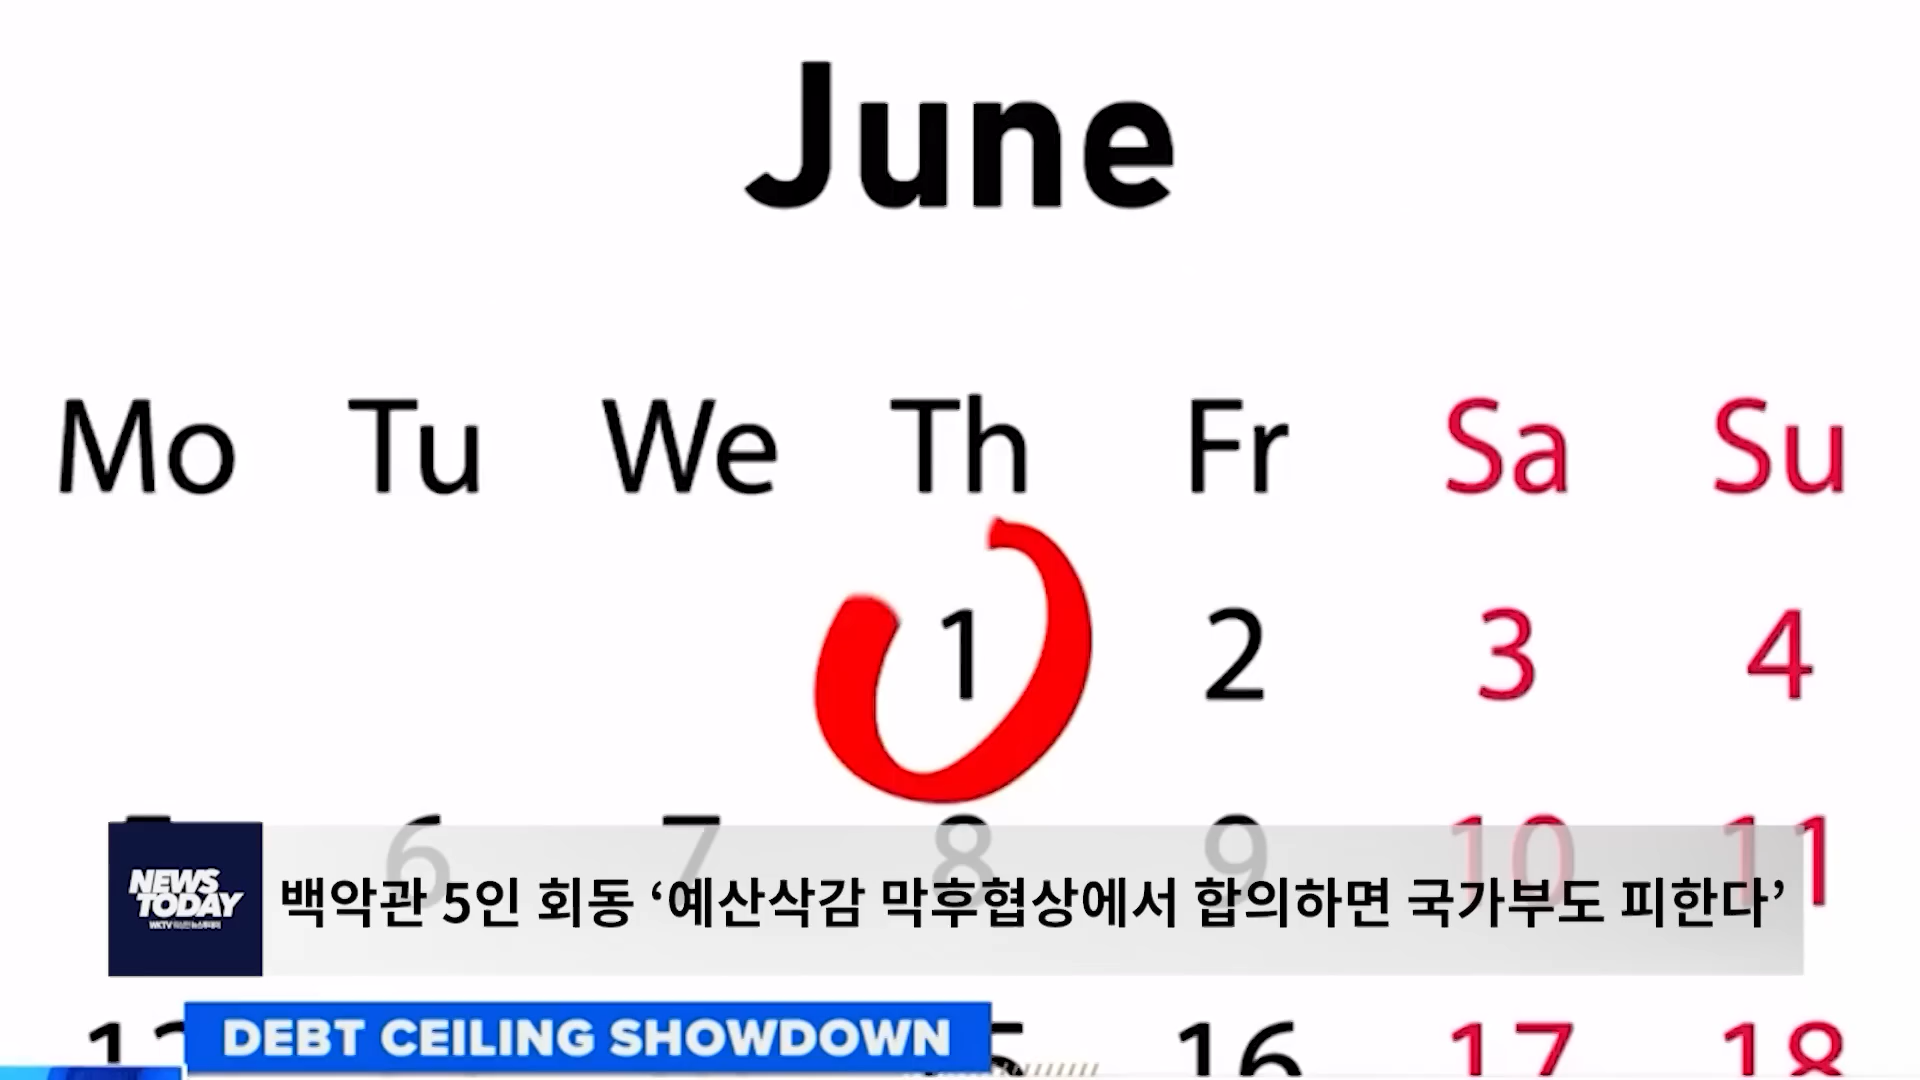 June
Mo Tu We Th Fr Sa Su
1 2 3 4
6 7 8 9 10 11
NEWS
TODAY
백악관 5인 회동 ‘예산삭감 막후협상에서 합의하면 국가부도 피한다’
DEBT CEILING SHOWDOWN
16 17 18